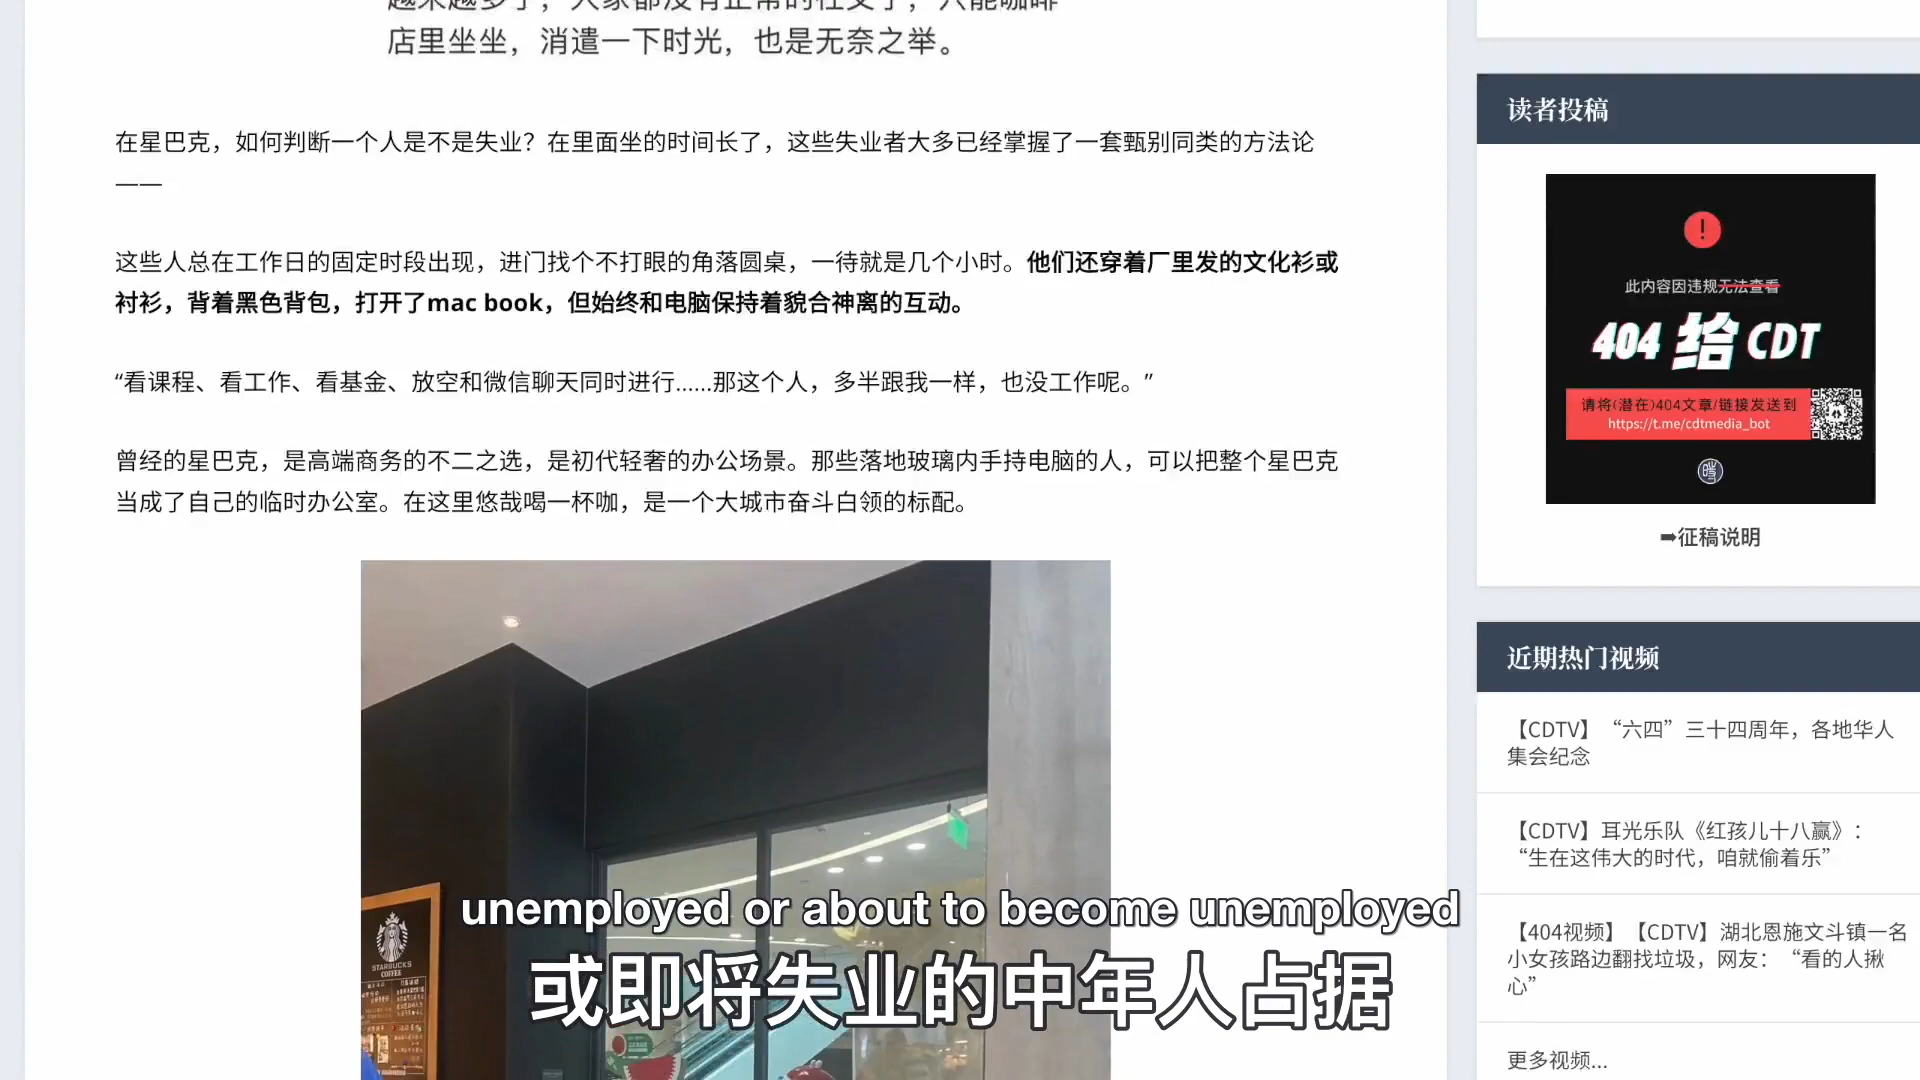 店里坐坐，消遣一下时光，也是无奈之举。
在星巴克，如何判断一个人是不是失业？在里面坐的时间长了，这些失业者大多已经掌握了一套甄别同类的方法论
——
这些人总在工作日的固定时段出现，进门找个不打眼的角落圆桌，一待就是几个小时。他们还穿着厂里发的文化衫或
衬衫，背着黑色背包，打开了mac book，但始终和电脑保持着貌合神离的互动。
“看课程、看工作、看基金、放空和微信聊天同时进行……那这个人，多半跟我一样，也没工作呢。”
曾经的星巴克，是高端商务的不二之选，是初代轻奢的办公场景。那些落地玻璃内手持电脑的人，可以把整个星巴克
当成了自己的临时办公室。在这里悠哉喝一杯咖，是一个大城市奋斗白领的标配。
STARBUCKS
COFFEE
unemployed or about to become unemployed
或即将失业的中年人占据
读者投稿
!
此内容因违规无法查看
404 给 CDT
请将(潜在)404文章/链接发送到
https://t.me/cdtmedia_bot
➡征稿说明
近期热门视频
【CDTV】“六四”三十四周年，各地华人
集会纪念
【CDTV】耳光乐队《红孩儿十八赢》：
“生在这伟大的时代，咱就偷着乐”
【404视频】【CDTV】湖北恩施文斗镇一名
小女孩路边翻找垃圾，网友：“看的人揪
心”
更多视频...